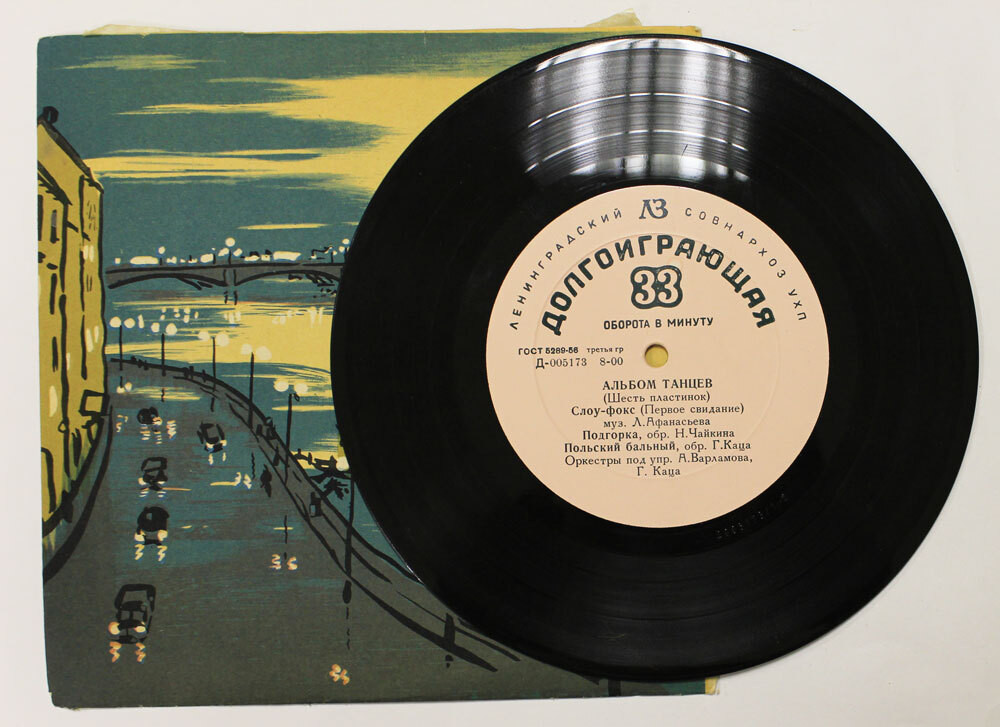 ЛЕНИНГРАДСКИЙ ЛЗ СОВНАРХОЗ УХП
ДОЛГОИГРАЮЩАЯ
33
ОБОРОТА В МИНУТУ
ГОСТ 5289-56 третья гр
Д-005173 8-00
АЛЬБОМ ТАНЦЕВ
(Шесть пластинок)
Слоу-фокс (Первое свидание)
муз. Л.Афанасьева
Подгорка, обр. Н.Чайкина
Польский бальный, обр. Г.Каца
Оркестры под упр. А.Варламова,
Г. Каца